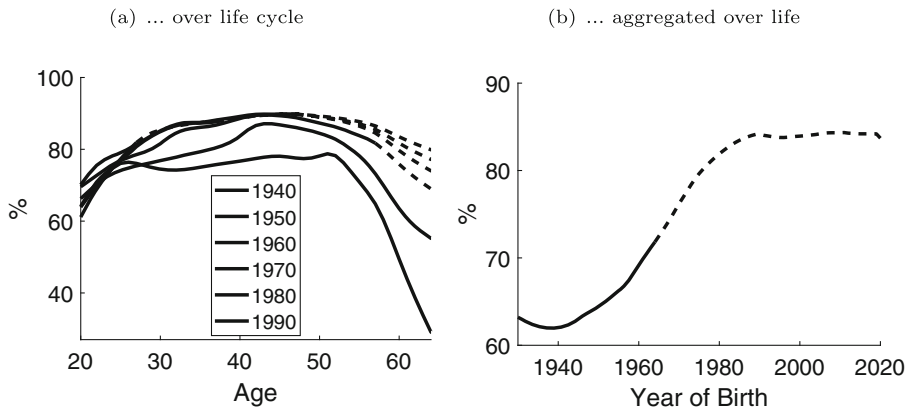 (a) ... over life cycle
100
80
60
40
%
1940
1950
1960
1970
1980
1990
20 30 40 50 60
Age
(b) ... aggregated over life
90
80
70
60
%
1940 1960 1980 2000 2020
Year of Birth